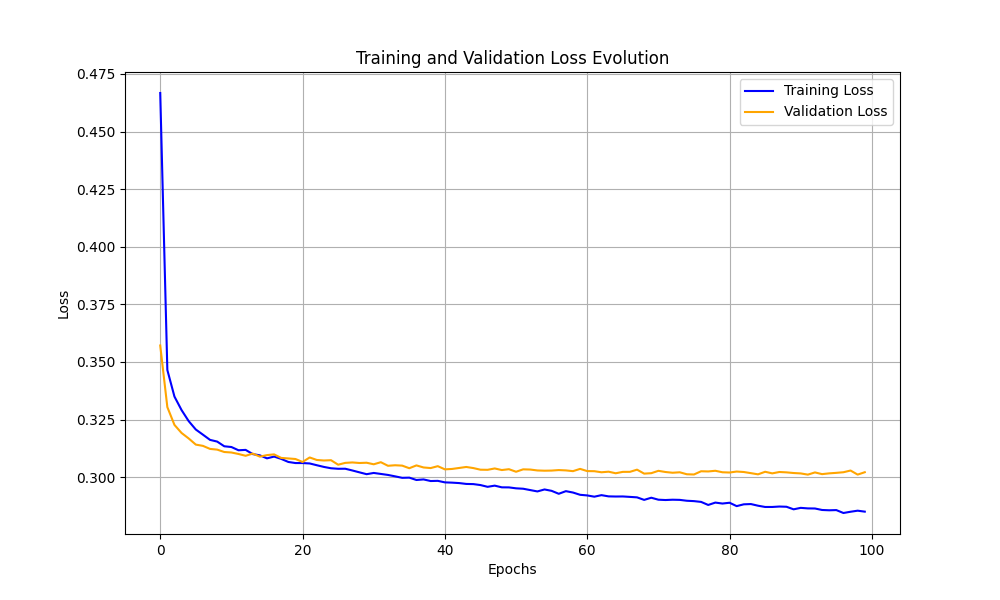 Training and Validation Loss Evolution
0.475
0.450
0.425
0.400
0.375
0.350
0.325
0.300
Loss
Training Loss
Validation Loss
0 20 40 60 80 100
Epochs